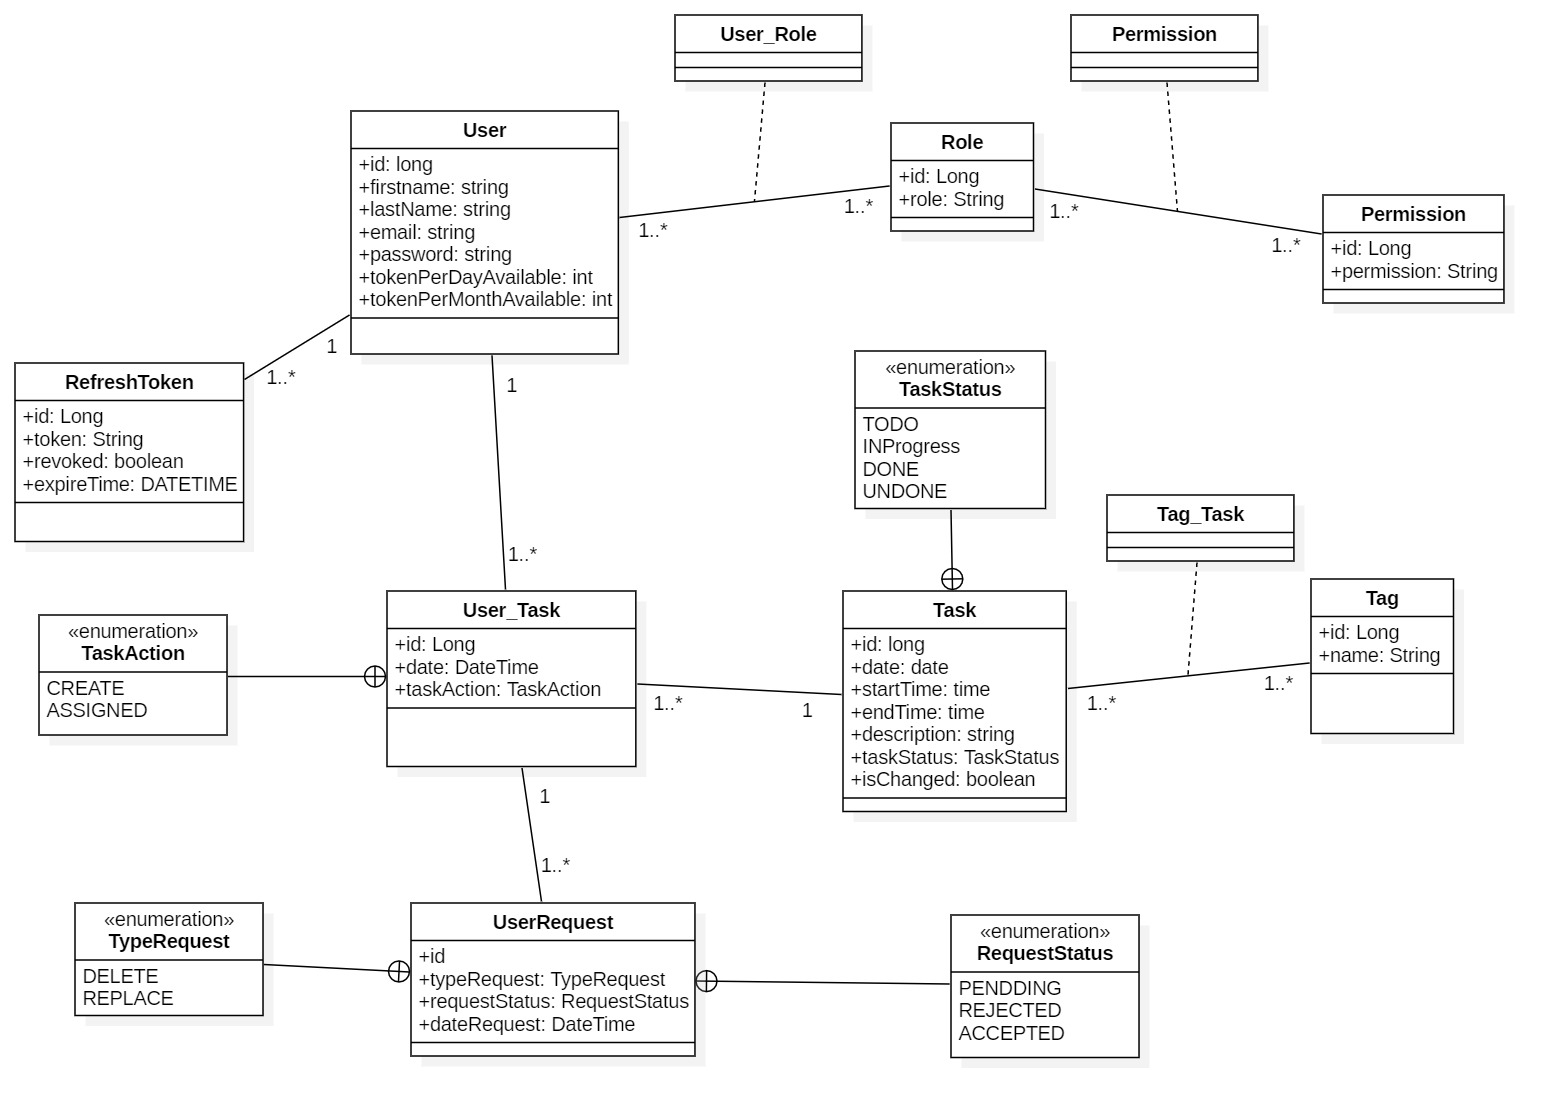 User_Role
Permission
User
+id: long
+firstname: string
+lastName: string
+email: string
+password: string
+tokenPerDayAvailable: int
+tokenPerMonthAvailable: int
Role
+id: Long
+role: String
Permission
+id: Long
+permission: String
1..*
1..*
1..*
1..*
1
1..*
RefreshToken
+id: Long
+token: String
+revoked: boolean
+expireTime: DATETIME
1
1..*
«enumeration»
TaskStatus
TODO
INProgress
DONE
UNDONE
Tag_Task
«enumeration»
TaskAction
CREATE
ASSIGNED
User_Task
+id: Long
+date: DateTime
+taskAction: TaskAction
1..*
1
Task
+id: long
+date: date
+startTime: time
+endTime: time
+description: string
+taskStatus: TaskStatus
+isChanged: boolean
1..*
1..*
Tag
+id: Long
+name: String
1
1..*
«enumeration»
TypeRequest
DELETE
REPLACE
UserRequest
+id
+typeRequest: TypeRequest
+requestStatus: RequestStatus
+dateRequest: DateTime
«enumeration»
RequestStatus
PENDDING
REJECTED
ACCEPTED